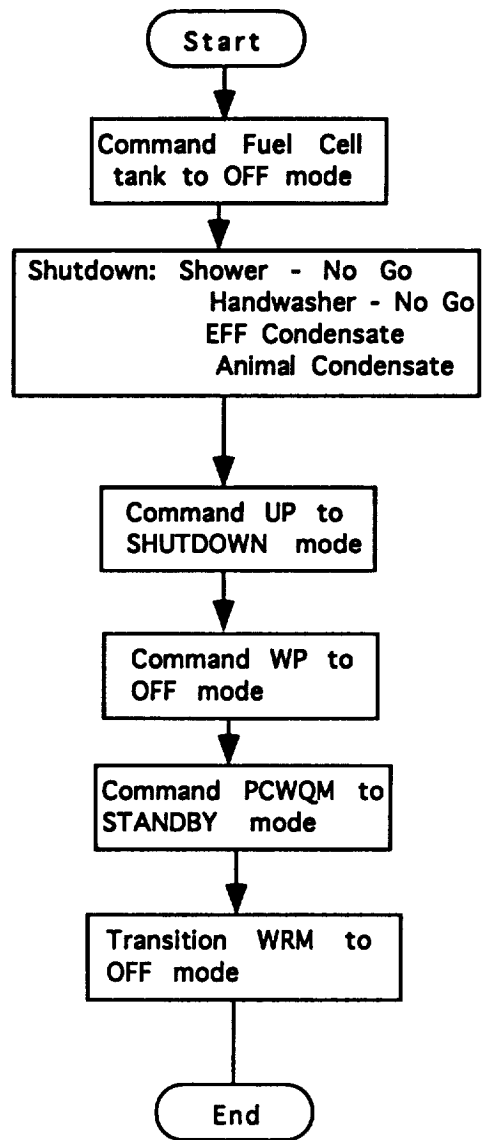 Start
Command Fuel Cell
tank to OFF mode
Shutdown: Shower - No Go
Handwasher - No Go
EFF Condensate
Animal Condensate
Command UP to
SHUTDOWN mode
Command WP to
OFF mode
Command PCWQM to
STANDBY mode
Transition WRM to
OFF mode
End